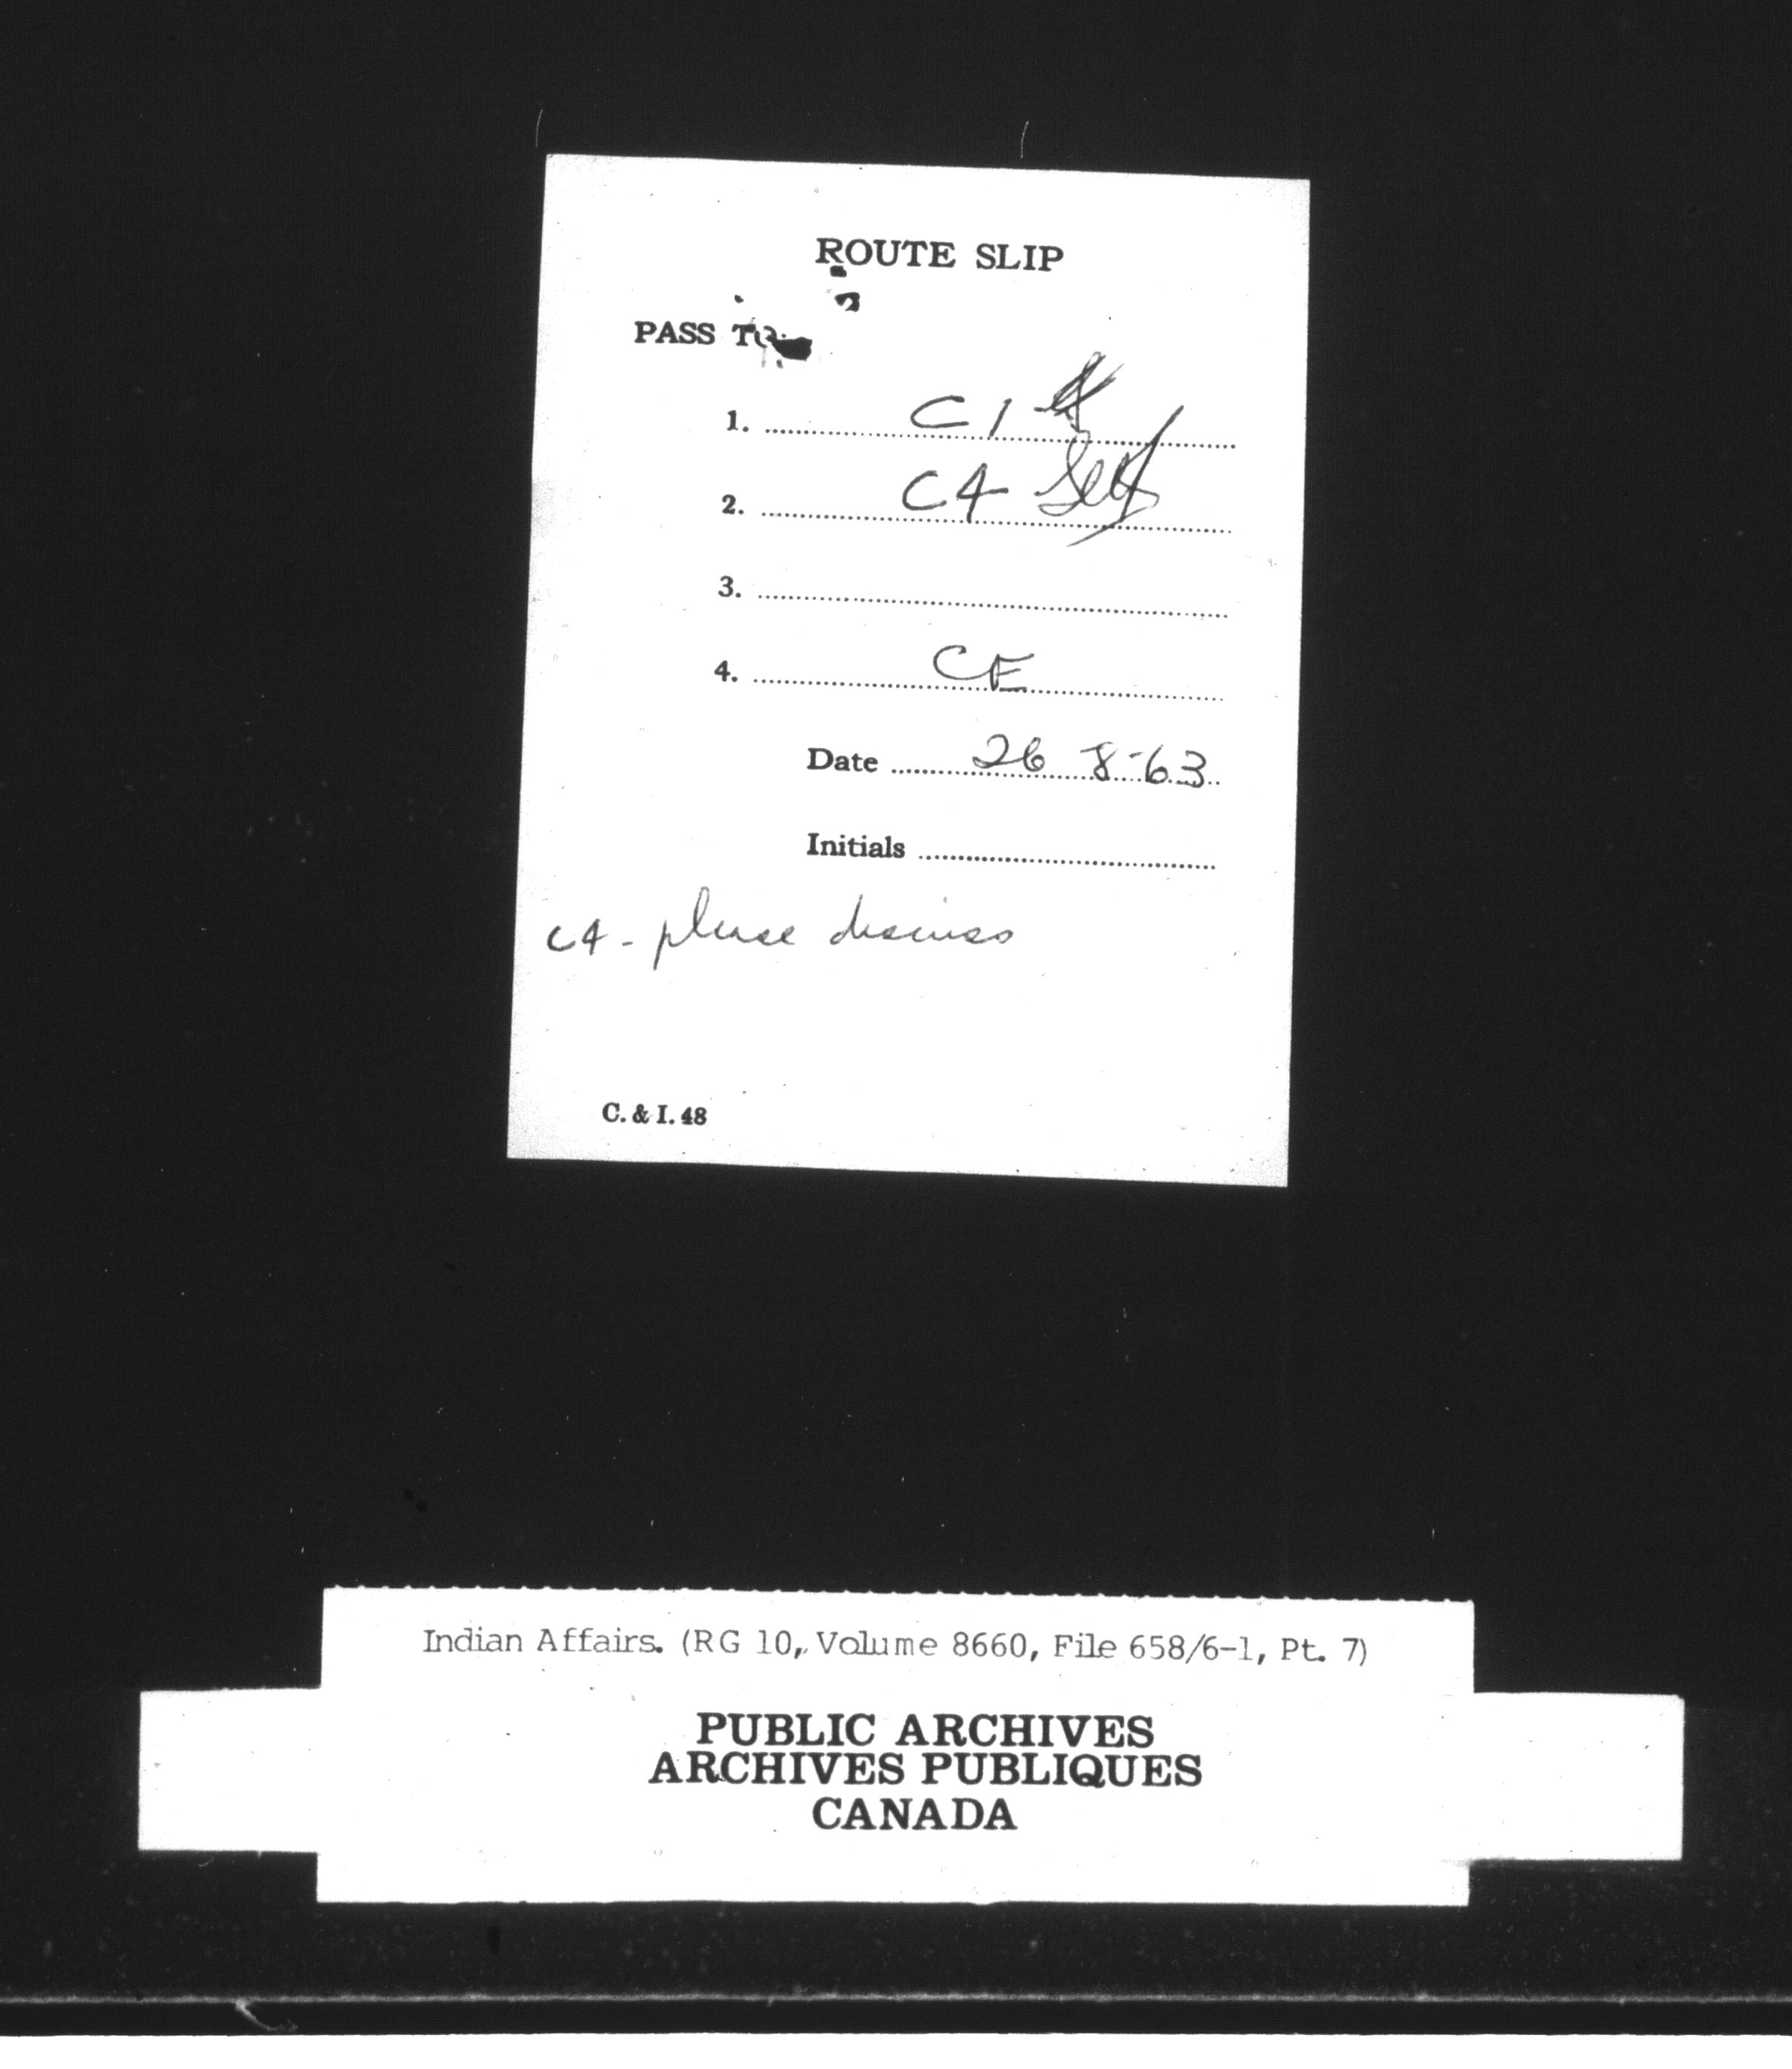 ROUTE SLIP
PASS TO
1. C1
2. C4
3.
4. CE
Date 26-8-63
Initials
C4 - please discuss
C. & I. 48
Indian Affairs. (RG 10, Volume 8660, File 658/6-1, Pt. 7)
PUBLIC ARCHIVES
ARCHIVES PUBLIQUES
CANADA